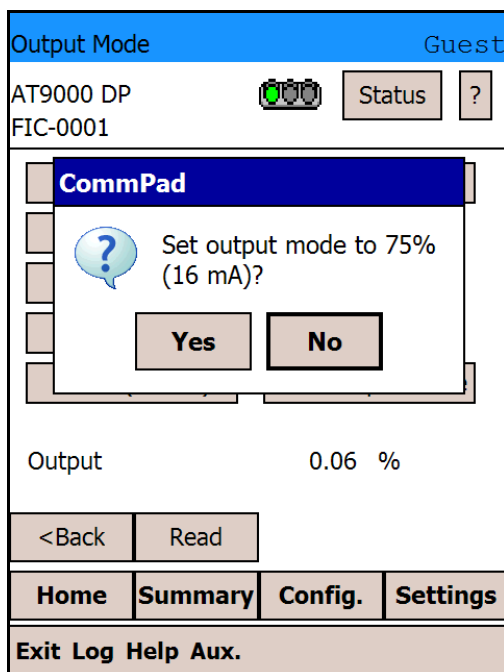 Output Mode Guest
AT9000 DP Status ?
FIC-0001
CommPad
Set output mode to 75%
(16 mA)?
Yes No
Output 0.06 %
<Back Read
Home Summary Config. Settings
Exit Log Help Aux.